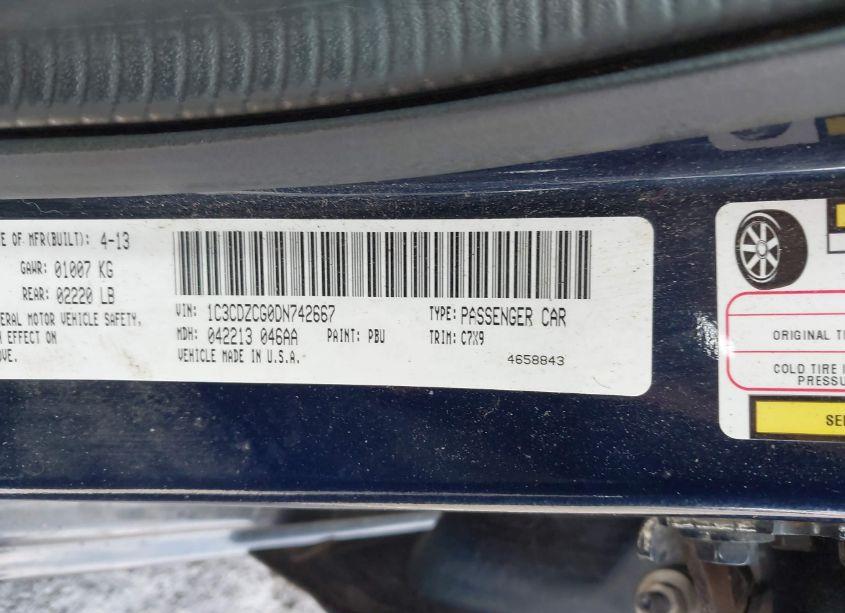 E OF MFR(BUILT): 4-13
GAWR: 01007 KG
REAR: 02220 LB
ERAL MOTOR VEHICLE SAFETY,
N EFFECT ON
OVE.
VIN: 1C3CDZCG0DN742667
TYPE: PASSENGER CAR
MDH: 042213 046AA
PAINT: PBU
TRIM: C7X9
VEHICLE MADE IN U.S.A.
4658843
ORIGINAL TI
COLD TIRE I
PRESSU
SEE